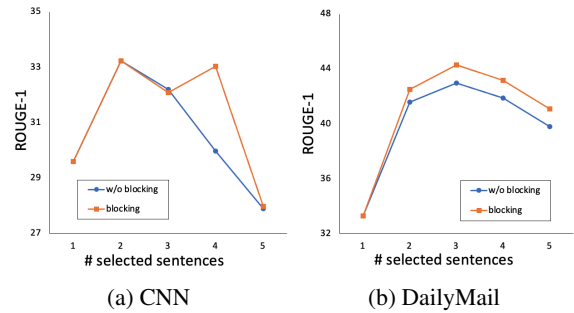 35
33
31
29
27
ROUGE-1
w/o blocking
blocking
1 2 3 4 5
# selected sentences
(a) CNN
48
44
40
36
32
ROUGE-1
w/o blocking
blocking
1 2 3 4 5
# selected sentences
(b) DailyMail